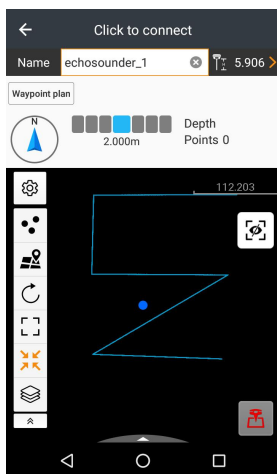 Click to connect
Name echosounder_1 5.906
Waypoint plan
N
2.000m
Depth
Points 0
112.203